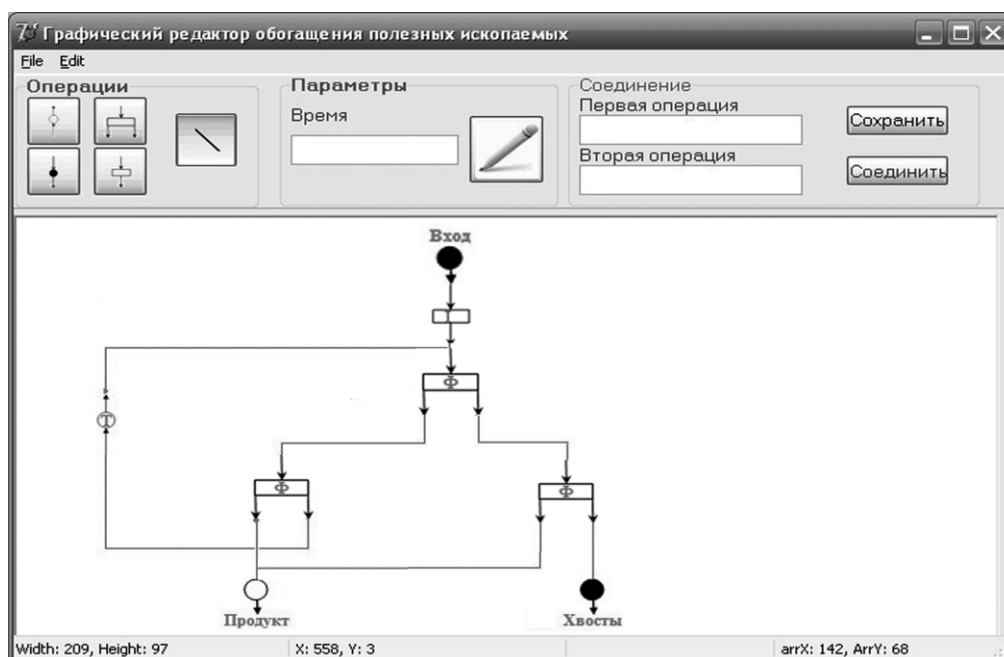 Графический редактор обогащения полезных ископаемых
File Edit
Операции
Параметры
Время
Соединение
Первая операция
Вторая операция
Сохранить
Соединить
Вход
Ф
Т
Ф
Ф
Продукт
Хвосты
Width: 209, Height: 97
X: 558, Y: 3
arrX: 142, ArrY: 68